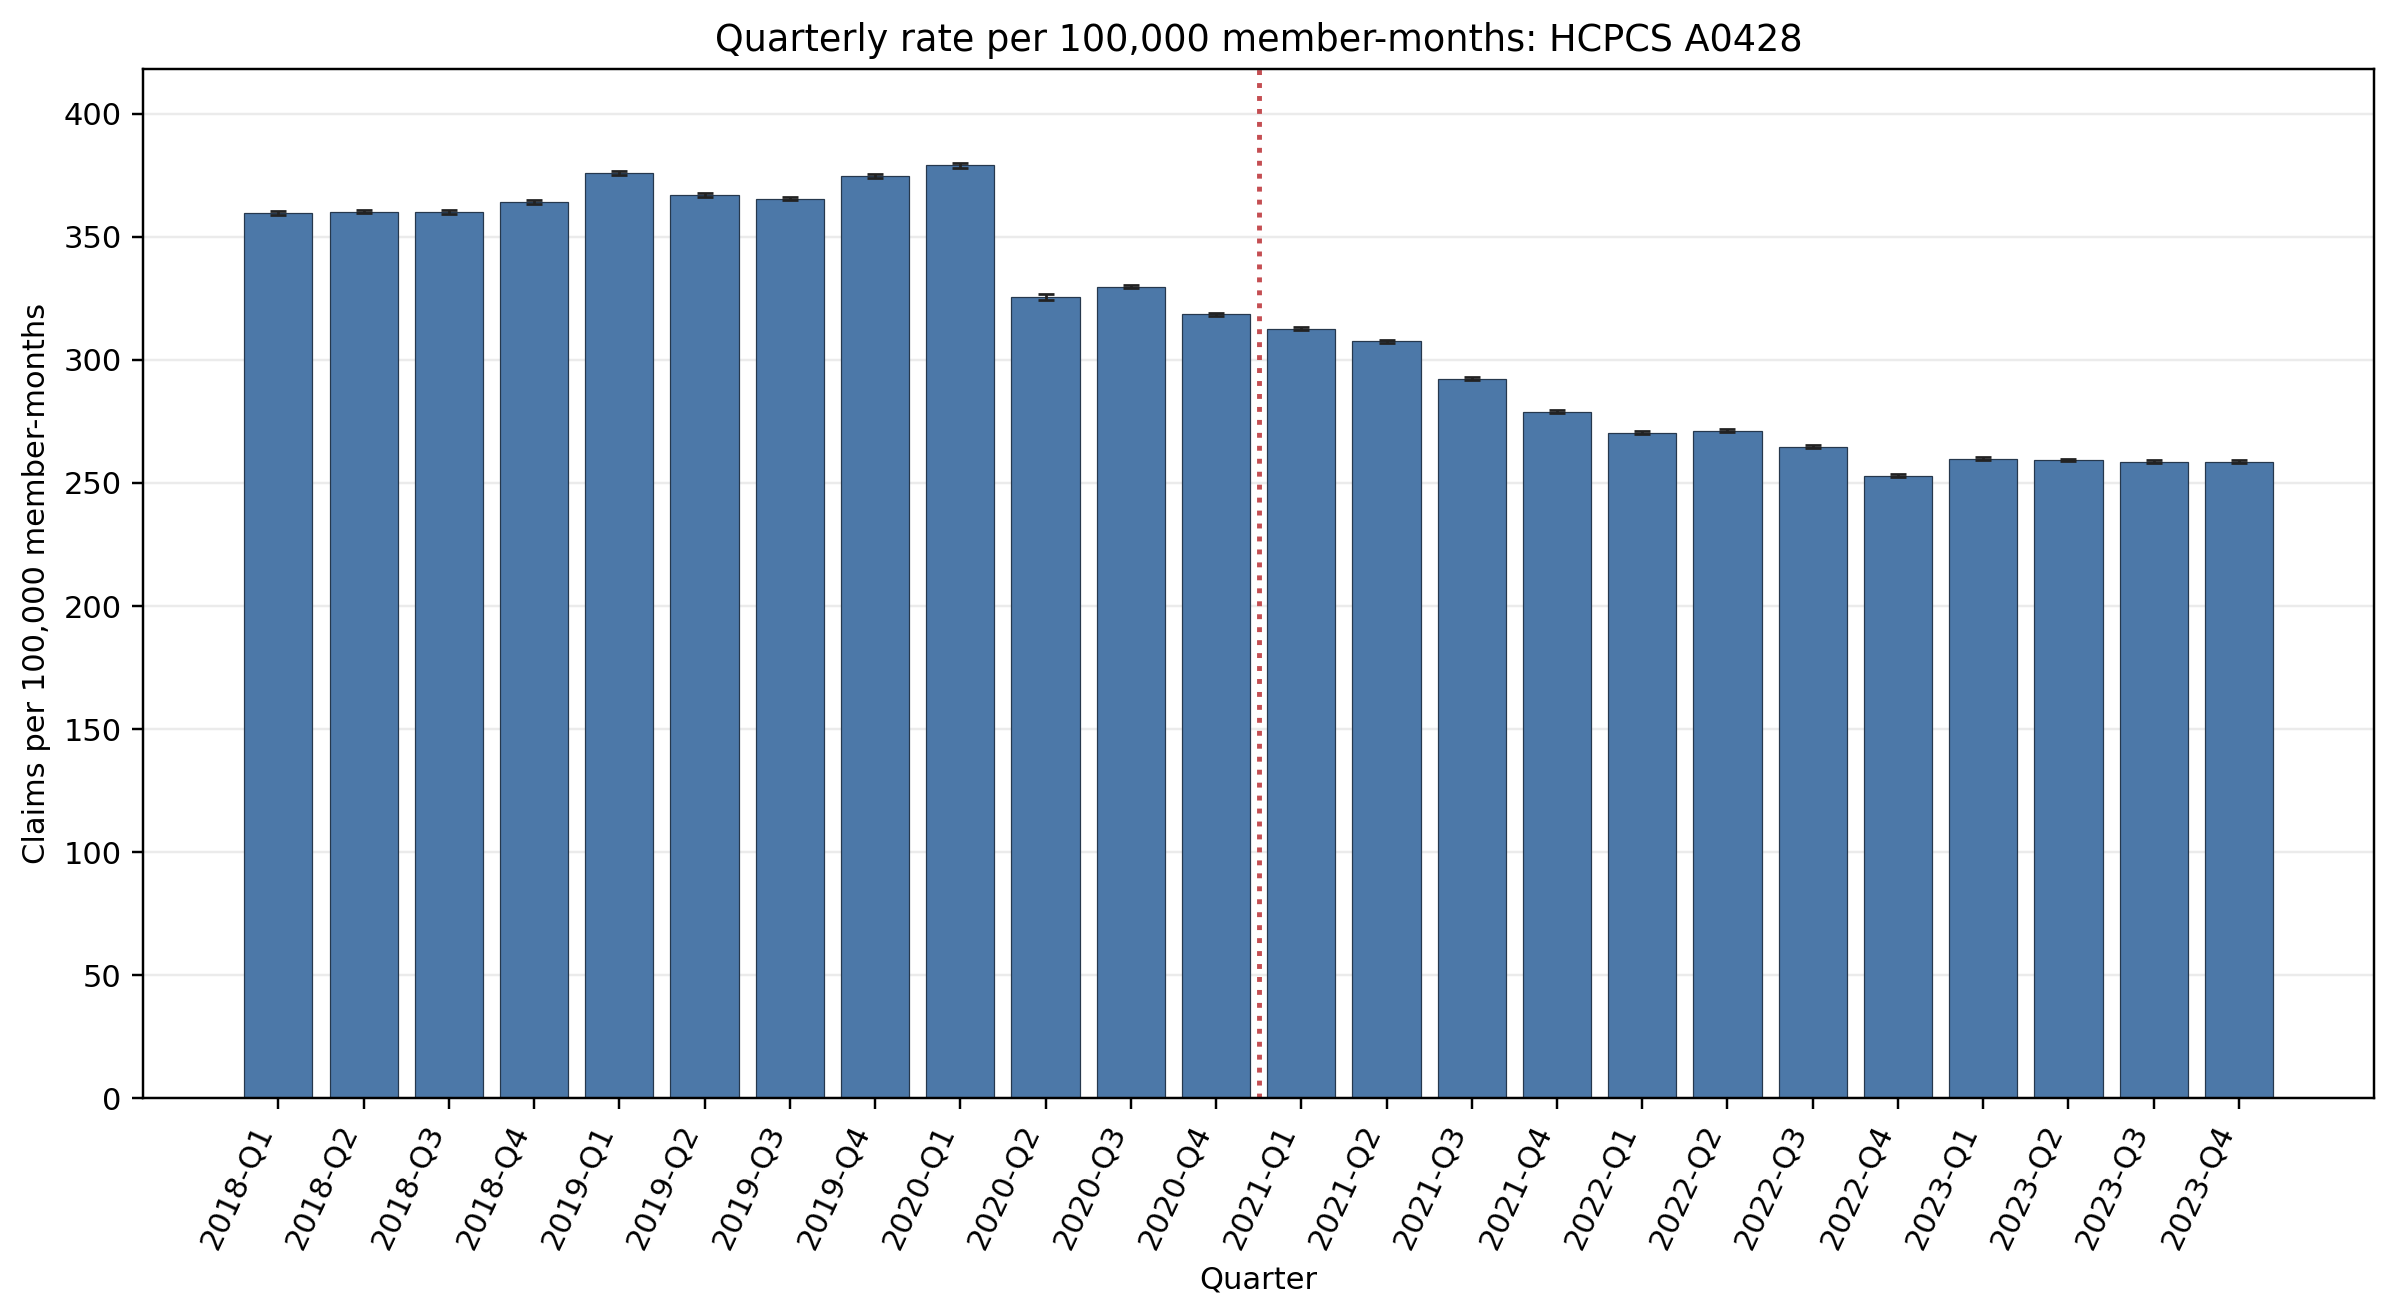 Quarterly rate per 100,000 member-months: HCPCS A0428
Claims per 100,000 member-months
400
350
300
250
200
150
100
50
0
2018-Q1
2018-Q2
2018-Q3
2018-Q4
2019-Q1
2019-Q2
2019-Q3
2019-Q4
2020-Q1
2020-Q2
2020-Q3
2020-Q4
2021-Q1
2021-Q2
2021-Q3
2021-Q4
2022-Q1
2022-Q2
2022-Q3
2022-Q4
2023-Q1
2023-Q2
2023-Q3
2023-Q4
Quarter